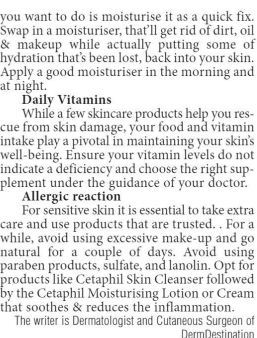 you want to do is moisturise it as a quick fix.
Swap in a moisturiser, that'll get rid of dirt, oil
& makeup while actually putting some of
hydration that's been lost, back into your skin.
Apply a good moisturiser in the morning and
at night.
Daily Vitamins
While a few skincare products help you res-
cue from skin damage, your food and vitamin
intake play a pivotal in maintaining your skin's
well-being. Ensure your vitamin levels do not
indicate a deficiency and choose the right sup-
plement under the guidance of your doctor.
Allergic reaction
For sensitive skin it is essential to take extra
care and use products that are trusted. . For a
while, avoid using excessive make-up and go
natural for a couple of days. Avoid using
paraben products, sulfate, and lanolin. Opt for
products like Cetaphil Skin Cleanser followed
by the Cetaphil Moisturising Lotion or Cream
that soothes & reduces the inflammation.
The writer is Dermatologist and Cutaneous Surgeon of
DermDestination